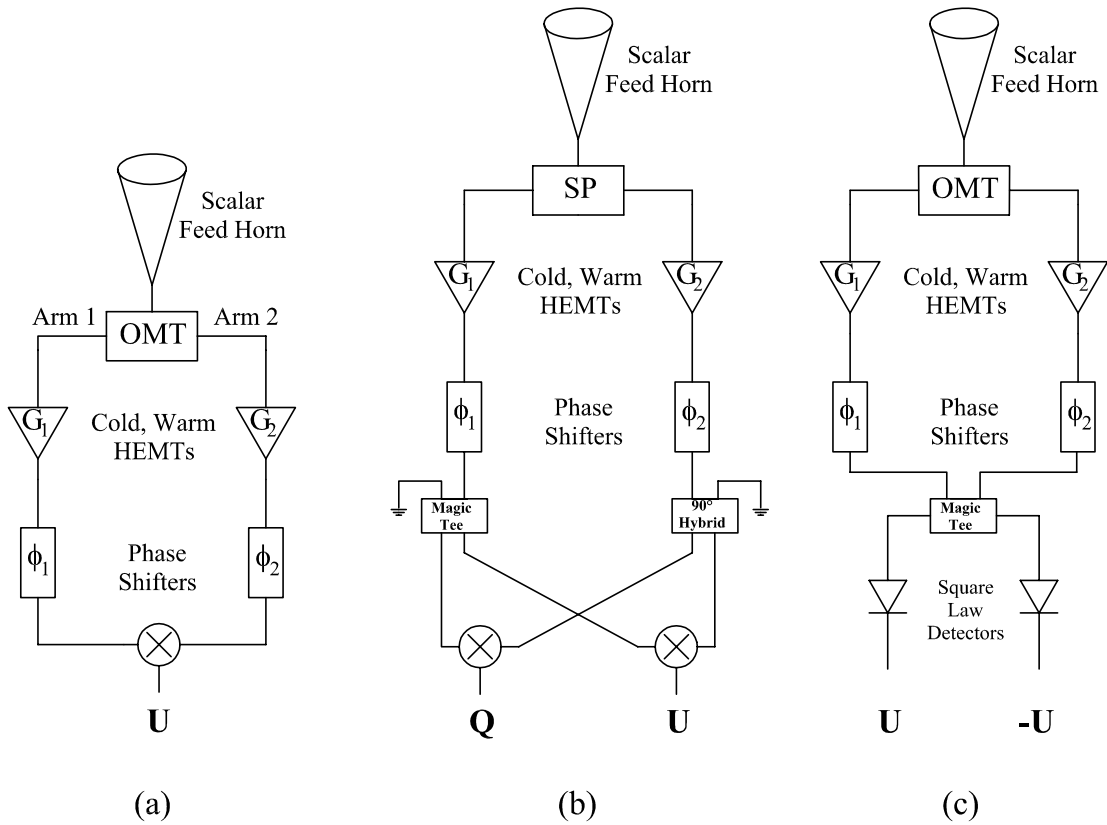 Scalar
Feed Horn
Arm 1
Arm 2
OMT
G1
G2
Cold, Warm
HEMTs
ϕ1
ϕ2
Phase
Shifters
U
(a)
Scalar
Feed Horn
SP
G1
G2
Cold, Warm
HEMTs
ϕ1
ϕ2
Phase
Shifters
Magic
Tee
90°
Hybrid
Q
U
(b)
Scalar
Feed Horn
OMT
G1
G2
Cold, Warm
HEMTs
ϕ1
ϕ2
Phase
Shifters
Magic
Tee
Square
Law
Detectors
U
-U
(c)